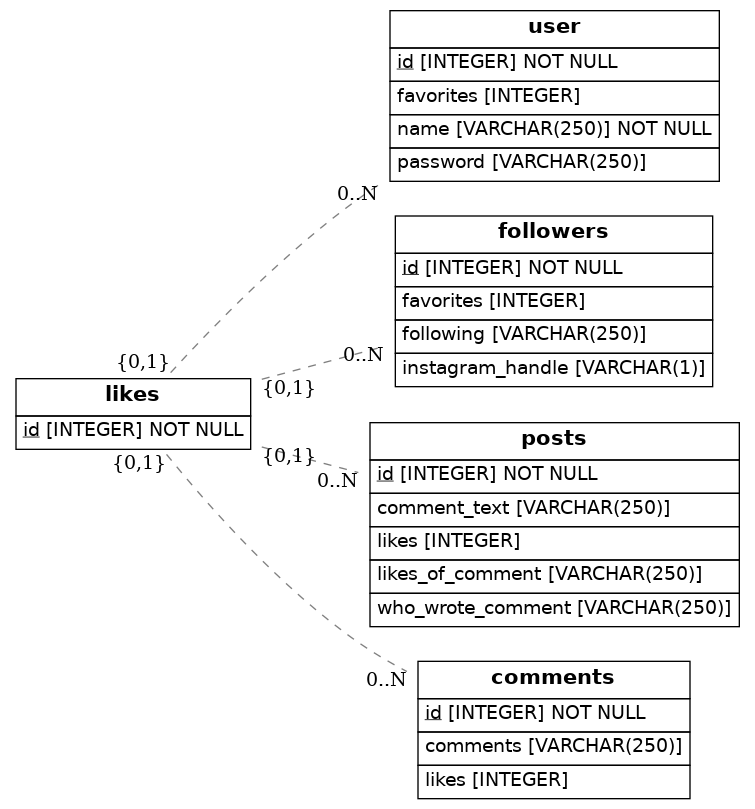 user
id [INTEGER] NOT NULL
favorites [INTEGER]
name [VARCHAR(250)] NOT NULL
password [VARCHAR(250)]
0..N
followers
id [INTEGER] NOT NULL
favorites [INTEGER]
following [VARCHAR(250)]
instagram_handle [VARCHAR(1)]
0..N
{0,1}
{0,1}
likes
id [INTEGER] NOT NULL
{0,1}
{0,1}
0..N
posts
id [INTEGER] NOT NULL
comment_text [VARCHAR(250)]
likes [INTEGER]
likes_of_comment [VARCHAR(250)]
who_wrote_comment [VARCHAR(250)]
0..N
comments
id [INTEGER] NOT NULL
comments [VARCHAR(250)]
likes [INTEGER]